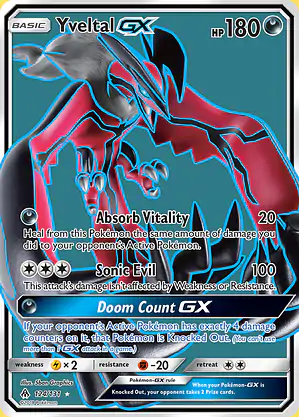 BASIC Yveltal GX HP 180
Absorb Vitality 20
Heal from this Pokémon the same amount of damage you
did to your opponent's Active Pokémon.
Sonic Evil 100
This attack's damage isn't affected by Weakness or Resistance.
Doom Count GX
If your opponent's Active Pokémon has exactly 4 damage
counters on it, that Pokémon is Knocked Out. (You can't use
more than 1 GX attack in a game.)
weakness ×2 resistance -20 retreat
Illus. 5ban Graphics
Pokémon-GX rule
124/131
When your Pokémon-GX is Knocked
Out, your opponent takes 2 Prize cards.